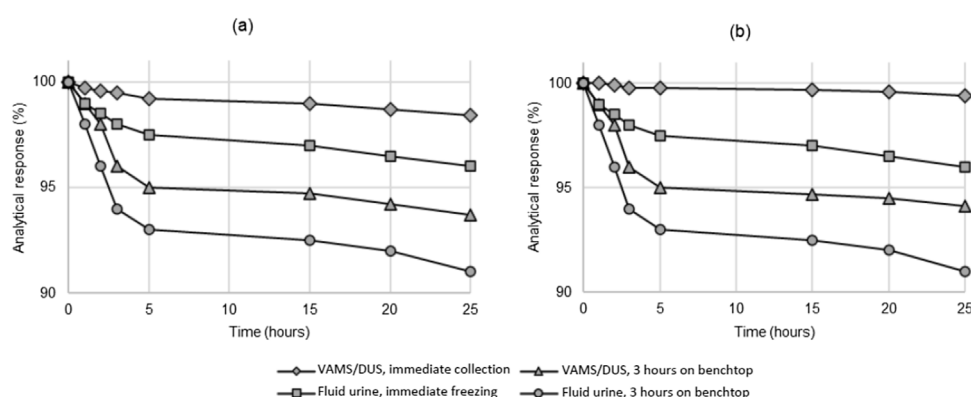 (a)
(b)
Analytical response (%)
100
95
90
0 5 10 15 20 25
Time (hours)
Analytical response (%)
100
95
90
0 5 10 15 20 25
Time (hours)
VAMS/DUS, immediate collection
VAMS/DUS, 3 hours on benchtop
Fluid urine, immediate freezing
Fluid urine, 3 hours on benchtop